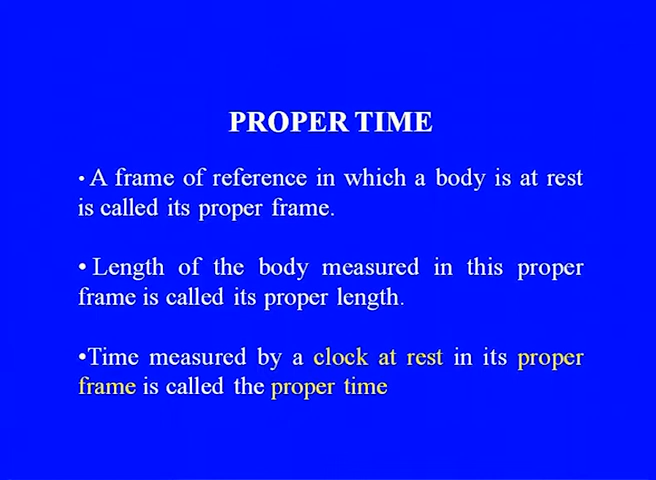 PROPER TIME
• A frame of reference in which a body is at rest
is called its proper frame.
• Length of the body measured in this proper
frame is called its proper length.
•Time measured by a clock at rest in its proper
frame is called the proper time